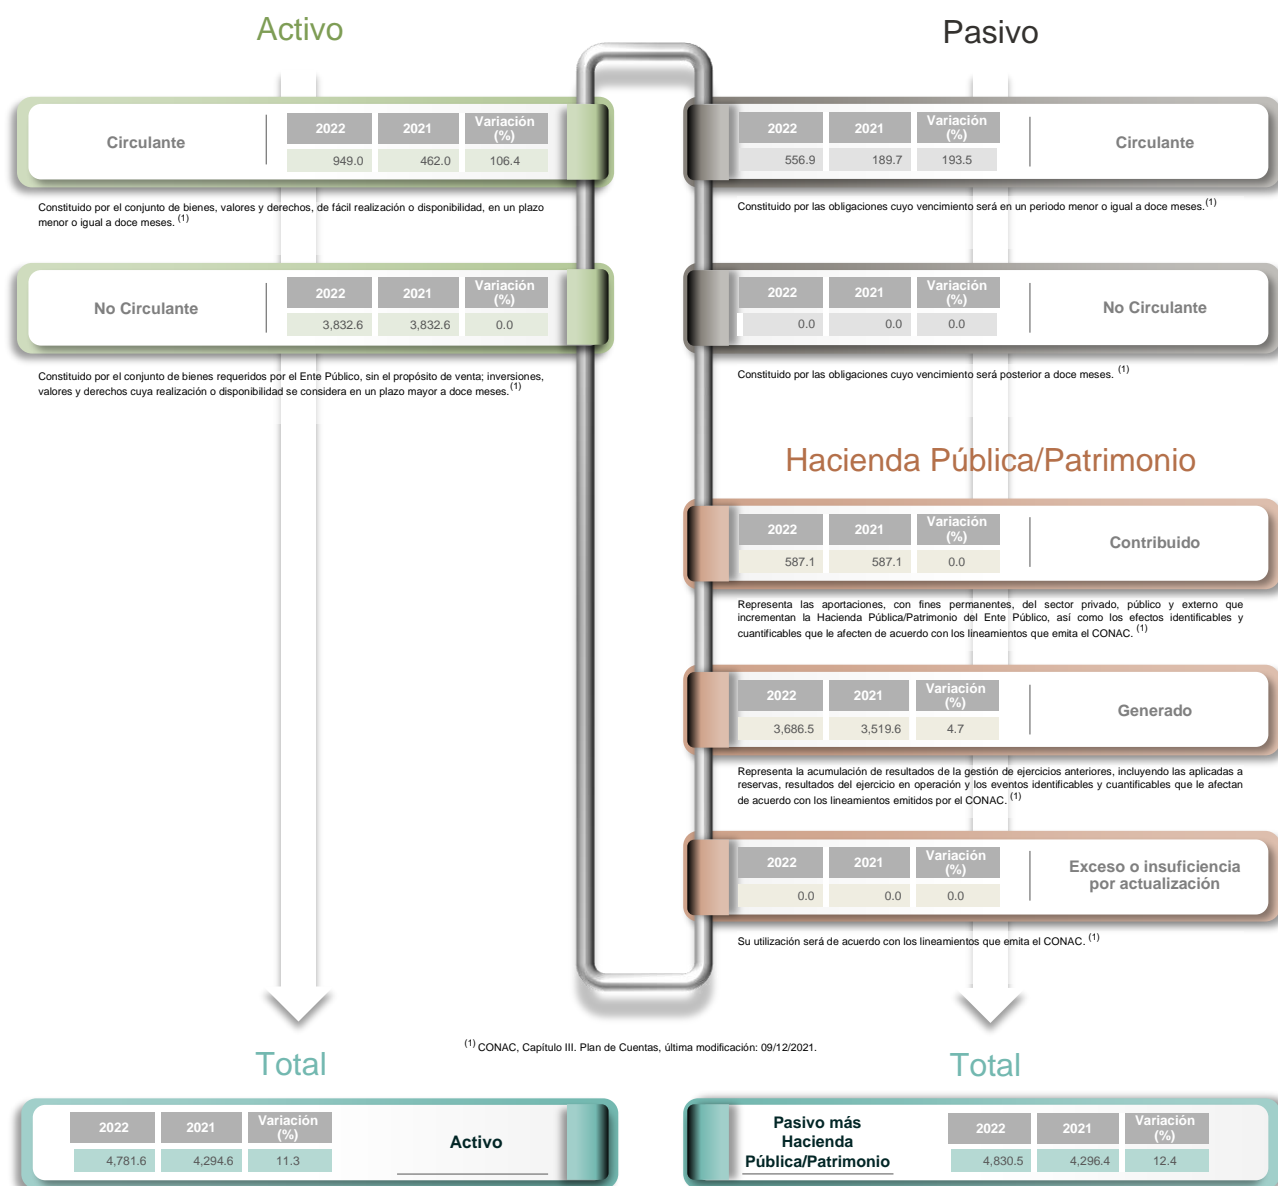 Activo
Circulante
2022 2021 Variación (%)
949.0 462.0 106.4
Constituido por el conjunto de bienes, valores y derechos, de fácil realización o disponibilidad, en un plazo
menor o igual a doce meses. (1)
No Circulante
2022 2021 Variación (%)
3,832.6 3,832.6 0.0
Constituido por el conjunto de bienes requeridos por el Ente Público, sin el propósito de venta; inversiones,
valores y derechos cuya realización o disponibilidad se considera en un plazo mayor a doce meses. (1)
Pasivo
2022 2021 Variación (%)
556.9 189.7 193.5
Circulante
Constituido por las obligaciones cuyo vencimiento será en un periodo menor o igual a doce meses. (1)
2022 2021 Variación (%)
0.0 0.0 0.0
No Circulante
Constituido por las obligaciones cuyo vencimiento será posterior a doce meses. (1)
Hacienda Pública/Patrimonio
2022 2021 Variación (%)
587.1 587.1 0.0
Contribuido
Representa las aportaciones, con fines permanentes, del sector privado, público y externo que
incrementan la Hacienda Pública/Patrimonio del Ente Público, así como los efectos identificables y
cuantificables que le afecten de acuerdo con los lineamientos que emita el CONAC. (1)
2022 2021 Variación (%)
3,686.5 3,519.6 4.7
Generado
Representa la acumulación de resultados de la gestión de ejercicios anteriores, incluyendo las aplicadas a
reservas, resultados del ejercicio en operación y los eventos identificables y cuantificables que le afectan
de acuerdo con los lineamientos emitidos por el CONAC. (1)
2022 2021 Variación (%)
0.0 0.0 0.0
Exceso o insuficiencia
por actualización
Su utilización será de acuerdo con los lineamientos que emita el CONAC. (1)
(1) CONAC, Capítulo III. Plan de Cuentas, última modificación: 09/12/2021.
Total
2022 2021 Variación (%)
4,781.6 4,294.6 11.3
Activo
Total
Pasivo más
Hacienda
Pública/Patrimonio
2022 2021 Variación (%)
4,830.5 4,296.4 12.4